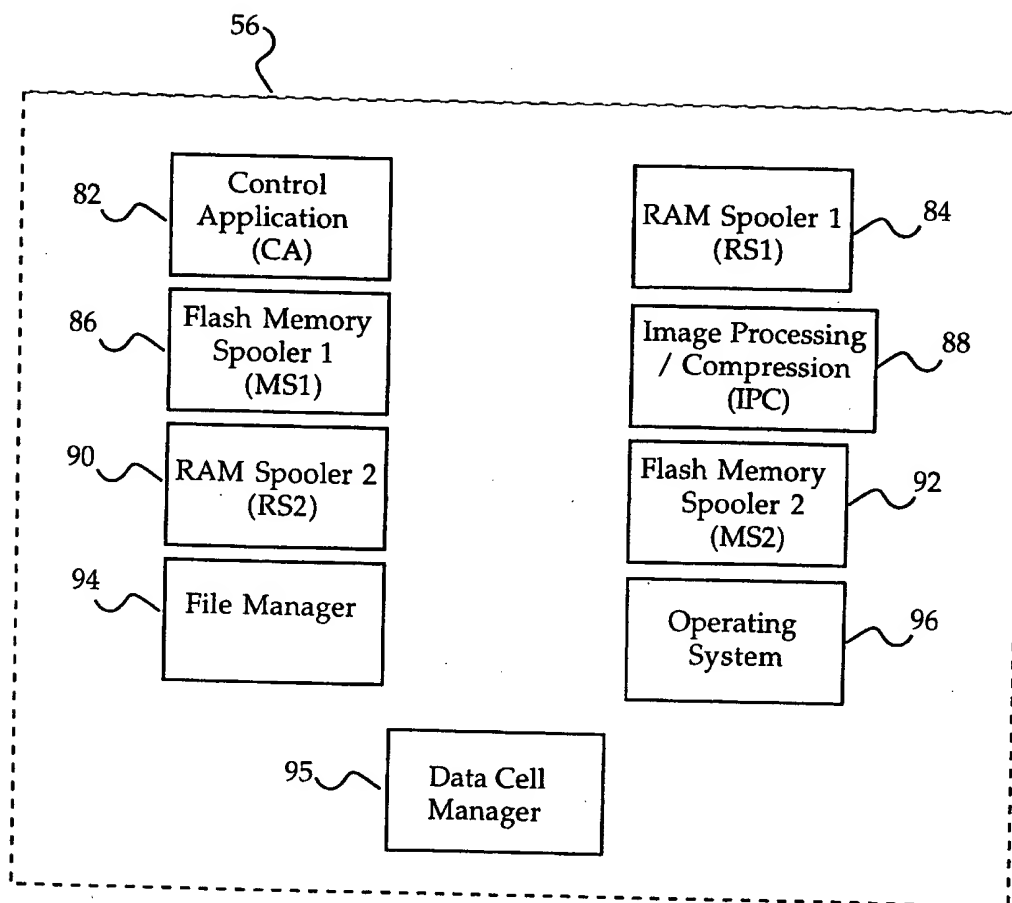 56
82
Control
Application
(CA)
RAM Spooler 1
(RS1)
84
86
Flash Memory
Spooler 1
(MS1)
Image Processing
/ Compression
(IPC)
88
90
RAM Spooler 2
(RS2)
Flash Memory
Spooler 2
(MS2)
92
94
File Manager
Operating
System
96
95
Data Cell
Manager